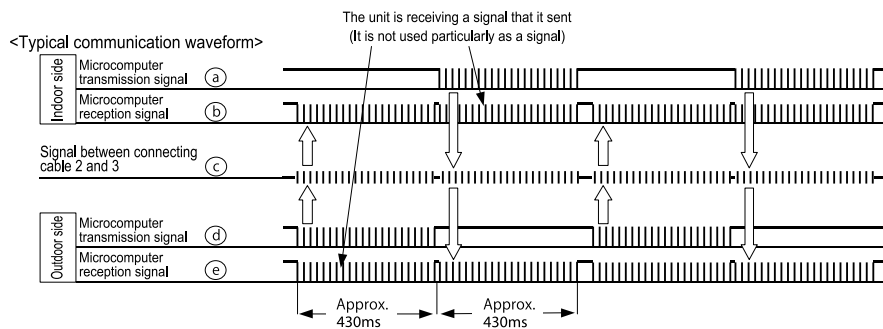 The unit is receiving a signal that it sent
(It is not used particularly as a signal)
<Typical communication waveform>
Indoor side
Microcomputer
transmission signal
a
Microcomputer
reception signal
b
Signal between connecting
cable 2 and 3
c
Outdoor side
Microcomputer
transmission signal
d
Microcomputer
reception signal
e
Approx.
430ms
Approx.
430ms